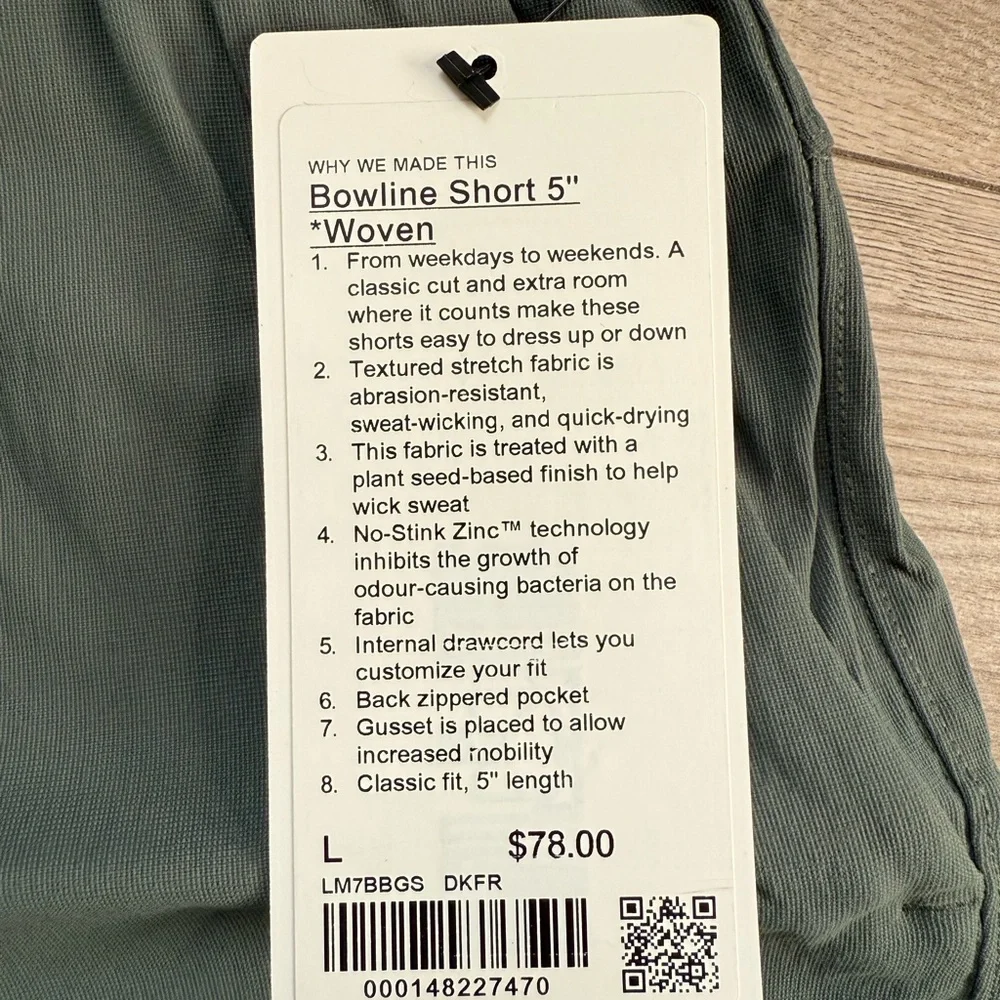 WHY WE MADE THIS
Bowline Short 5"
*Woven
1. From weekdays to weekends. A
classic cut and extra room
where it counts make these
shorts easy to dress up or down
2. Textured stretch fabric is
abrasion-resistant,
sweat-wicking, and quick-drying
3. This fabric is treated with a
plant seed-based finish to help
wick sweat
4. No-Stink Zinc™ technology
inhibits the growth of
odour-causing bacteria on the
fabric
5. Internal drawcord lets you
customize your fit
6. Back zippered pocket
7. Gusset is placed to allow
increased mobility
8. Classic fit, 5" length
L $78.00
LM7BBGS DKFR
000148227470